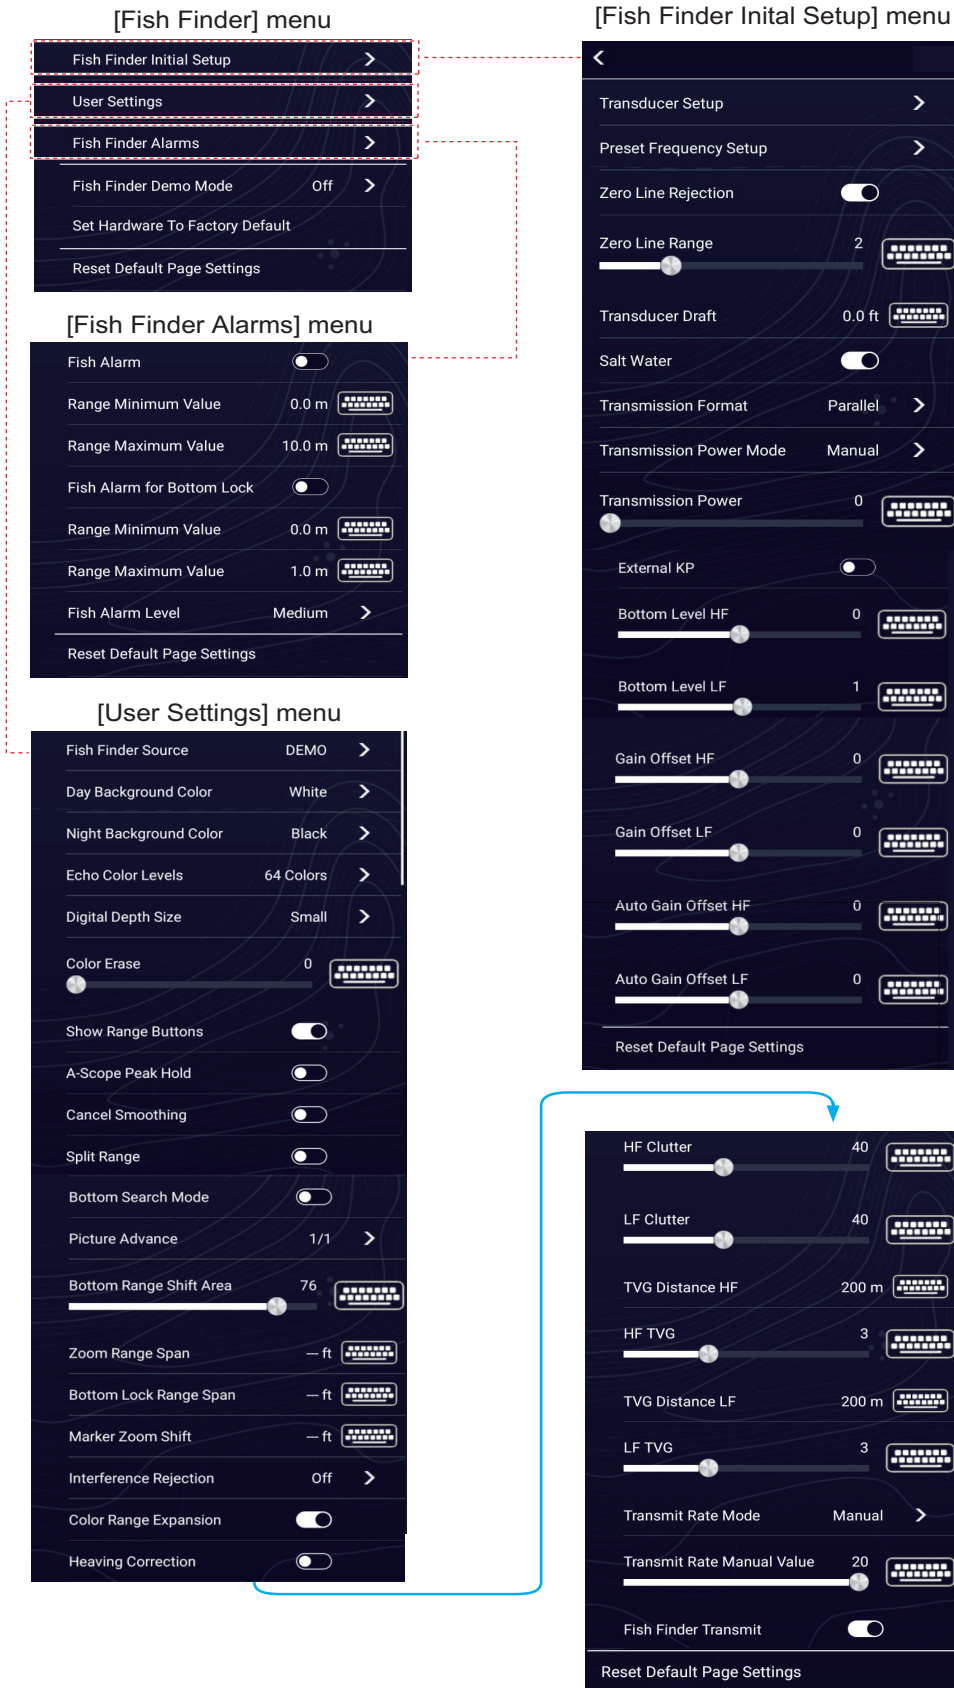 [Fish Finder] menu
Fish Finder Initial Setup
User Settings
Fish Finder Alarms
Fish Finder Demo Mode Off
Set Hardware To Factory Default
Reset Default Page Settings
[Fish Finder Alarms] menu
Fish Alarm
Range Minimum Value 0.0 m
Range Maximum Value 10.0 m
Fish Alarm for Bottom Lock
Range Minimum Value 0.0 m
Range Maximum Value 1.0 m
Fish Alarm Level Medium
Reset Default Page Settings
[User Settings] menu
Fish Finder Source DEMO
Day Background Color White
Night Background Color Black
Echo Color Levels 64 Colors
Digital Depth Size Small
Color Erase 0
Show Range Buttons
A-Scope Peak Hold
Cancel Smoothing
Split Range
Bottom Search Mode
Picture Advance 1/1
Bottom Range Shift Area 76
Zoom Range Span --- ft
Bottom Lock Range Span --- ft
Marker Zoom Shift --- ft
Interference Rejection Off
Color Range Expansion
Heaving Correction
[Fish Finder Inital Setup] menu
Transducer Setup
Preset Frequency Setup
Zero Line Rejection
Zero Line Range 2
Transducer Draft 0.0 ft
Salt Water
Transmission Format Parallel
Transmission Power Mode Manual
Transmission Power 0
External KP
Bottom Level HF 0
Bottom Level LF 1
Gain Offset HF 0
Gain Offset LF 0
Auto Gain Offset HF 0
Auto Gain Offset LF 0
Reset Default Page Settings
HF Clutter 40
LF Clutter 40
TVG Distance HF 200 m
HF TVG 3
TVG Distance LF 200 m
LF TVG 3
Transmit Rate Mode Manual
Transmit Rate Manual Value 20
Fish Finder Transmit
Reset Default Page Settings